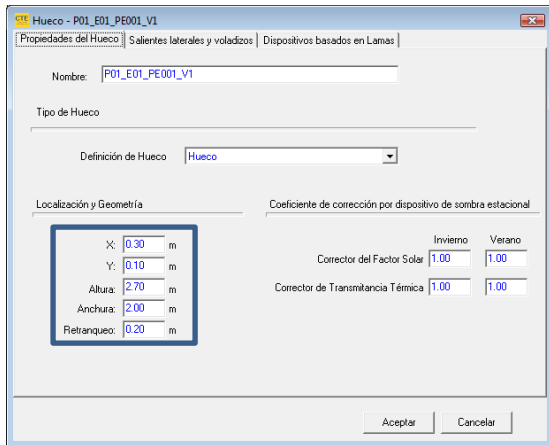 CTE Hueco - P01_E01_PE001_V1
Propiedades del Hueco Salientes laterales y voladizos Dispositivos basados en Lamas
Nombre: P01_E01_PE001_V1
Tipo de Hueco
Definición de Hueco Hueco
Localización y Geometría Coeficiente de corrección por dispositivo de sombra estacional
Invierno Verano
X: 0.30 m
Corrector del Factor Solar 1.00 1.00
Y: 0.10 m
Altura: 2.70 m
Corrector de Transmitancia Térmica 1.00 1.00
Anchura: 2.00 m
Retranqueo: 0.20 m
Aceptar Cancelar